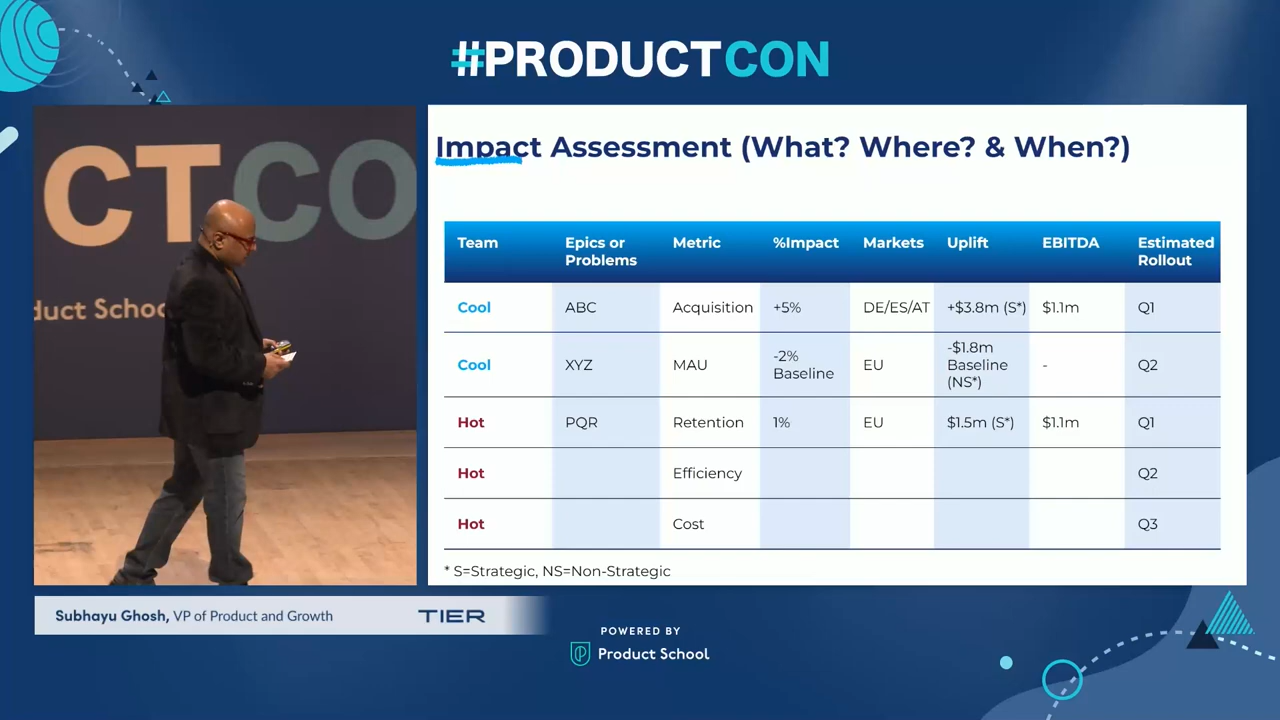 #PRODUCTCON
CTCO
duct Schoo
Impact Assessment (What? Where? & When?)
Team Epics or Problems Metric %Impact Markets Uplift EBITDA Estimated Rollout
Cool ABC Acquisition +5% DE/ES/AT +$3.8m (S*) $1.1m Q1
Cool XYZ MAU -2% Baseline EU -$1.8m Baseline (NS*) - Q2
Hot PQR Retention 1% EU $1.5m (S*) $1.1m Q1
Hot Efficiency Q2
Hot Cost Q3
* S=Strategic, NS=Non-Strategic
Subhayu Ghosh, VP of Product and Growth TIER
POWERED BY
Product School